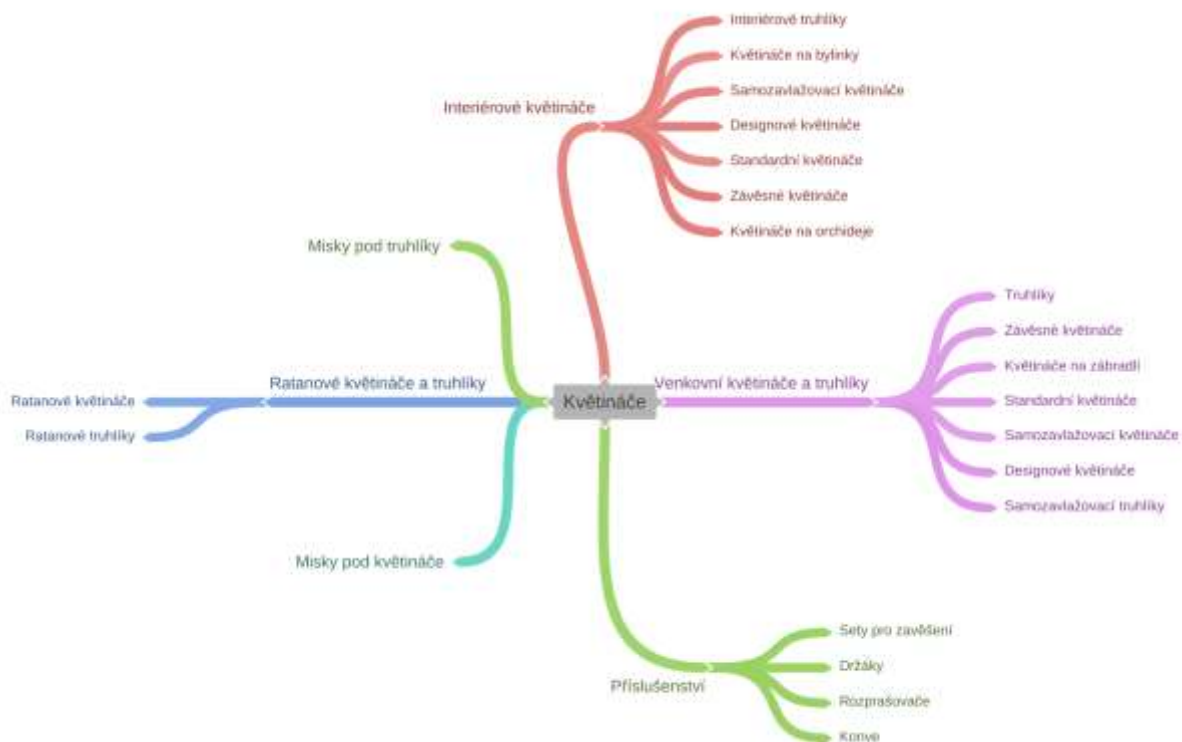 Interiérové truhlíky
Květináče na bylinky
Samozavlažovací květináče
Interiérové květináče
Designové květináče
Standardní květináče
Závěsné květináče
Květináče na orchideje
Misky pod truhlíky
Truhlíky
Závěsné květináče
Květináče na zábradlí
Ratanové květináče a truhlíky
Venkovní květináče a truhlíky
Ratanové květináče
Květináče
Standardní květináče
Ratanové truhlíky
Samozavlažovací květináče
Designové květináče
Samozavlažovací truhlíky
Misky pod květináče
Sety pro zavěšení
Držáky
Příslušenství
Rozprašovače
Konve